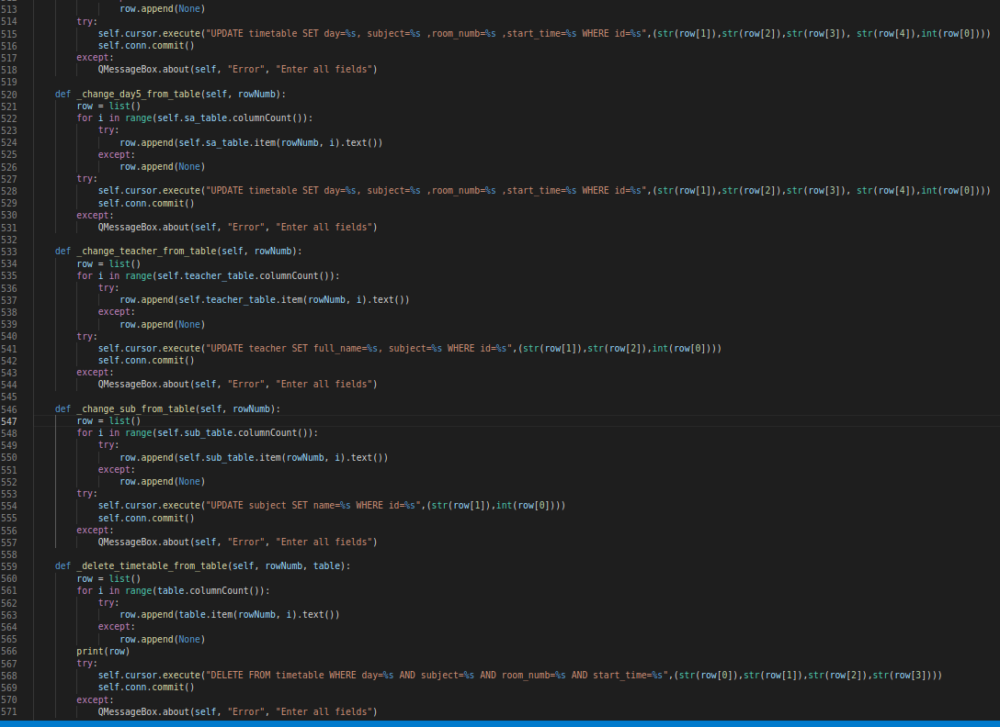 513 row.append(None)
514 try:
515 self.cursor.execute("UPDATE timetable SET day=%s, subject=%s ,room_numb=%s ,start_time=%s WHERE id=%s",(str(row[1]),str(row[2]),str(row[3]), str(row[4]),int(row[0])))
516 self.conn.commit()
517 except:
518 QMessageBox.about(self, "Error", "Enter all fields")
519
520 def _change_day5_from_table(self, rowNumb):
521 row = list()
522 for i in range(self.sa_table.columnCount()):
523 try:
524 row.append(self.sa_table.item(rowNumb, i).text())
525 except:
526 row.append(None)
527 try:
528 self.cursor.execute("UPDATE timetable SET day=%s, subject=%s ,room_numb=%s ,start_time=%s WHERE id=%s",(str(row[1]),str(row[2]),str(row[3]), str(row[4]),int(row[0])))
529 self.conn.commit()
530 except:
531 QMessageBox.about(self, "Error", "Enter all fields")
532
533 def _change_teacher_from_table(self, rowNumb):
534 row = list()
535 for i in range(self.teacher_table.columnCount()):
536 try:
537 row.append(self.teacher_table.item(rowNumb, i).text())
538 except:
539 row.append(None)
540 try:
541 self.cursor.execute("UPDATE teacher SET full_name=%s, subject=%s WHERE id=%s",(str(row[1]),str(row[2]),int(row[0])))
542 self.conn.commit()
543 except:
544 QMessageBox.about(self, "Error", "Enter all fields")
545
546 def _change_sub_from_table(self, rowNumb):
547 row = list()
548 for i in range(self.sub_table.columnCount()):
549 try:
550 row.append(self.sub_table.item(rowNumb, i).text())
551 except:
552 row.append(None)
553 try:
554 self.cursor.execute("UPDATE subject SET name=%s WHERE id=%s",(str(row[1]),int(row[0])))
555 self.conn.commit()
556 except:
557 QMessageBox.about(self, "Error", "Enter all fields")
558
559 def _delete_timetable_from_table(self, rowNumb, table):
560 row = list()
561 for i in range(table.columnCount()):
562 try:
563 row.append(table.item(rowNumb, i).text())
564 except:
565 row.append(None)
566 print(row)
567 try:
568 self.cursor.execute("DELETE FROM timetable WHERE day=%s AND subject=%s AND room_numb=%s AND start_time=%s",(str(row[0]),str(row[1]),str(row[2]),str(row[3])))
569 self.conn.commit()
570 except:
571 QMessageBox.about(self, "Error", "Enter all fields")